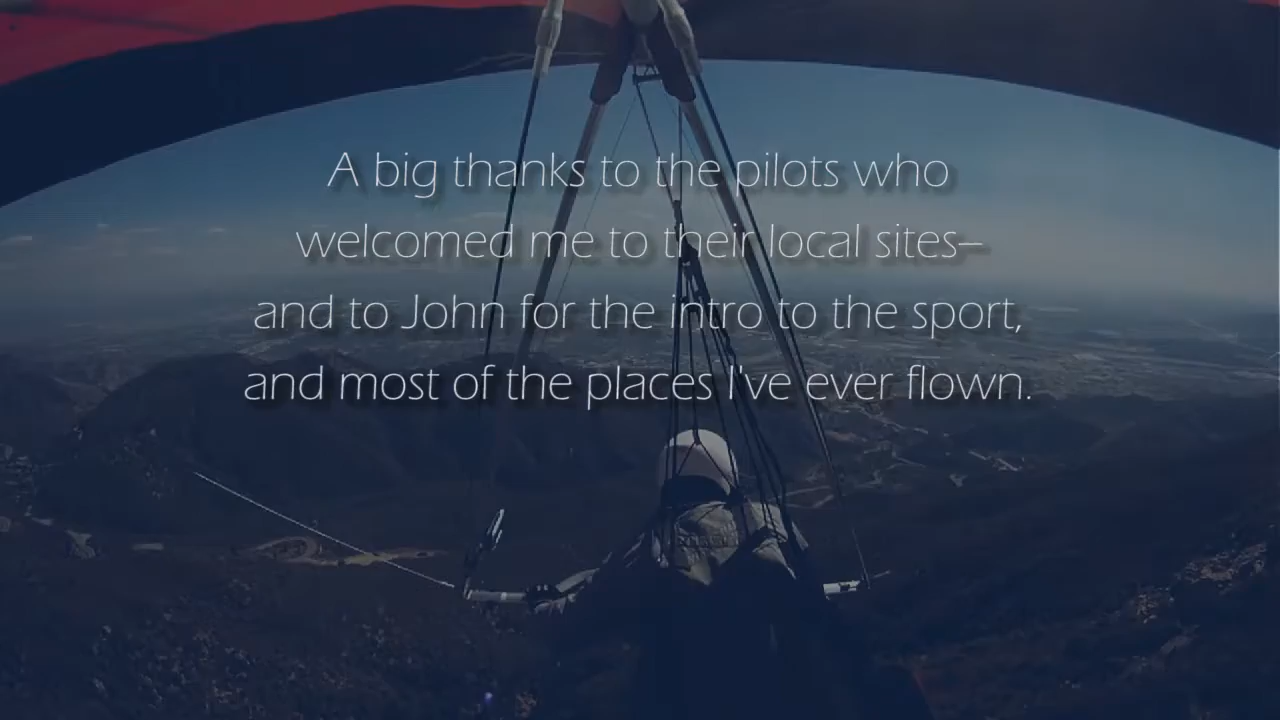 A big thanks to the pilots who
welcomed me to their local sites–
and to John for the intro to the sport,
and most of the places I've ever flown.